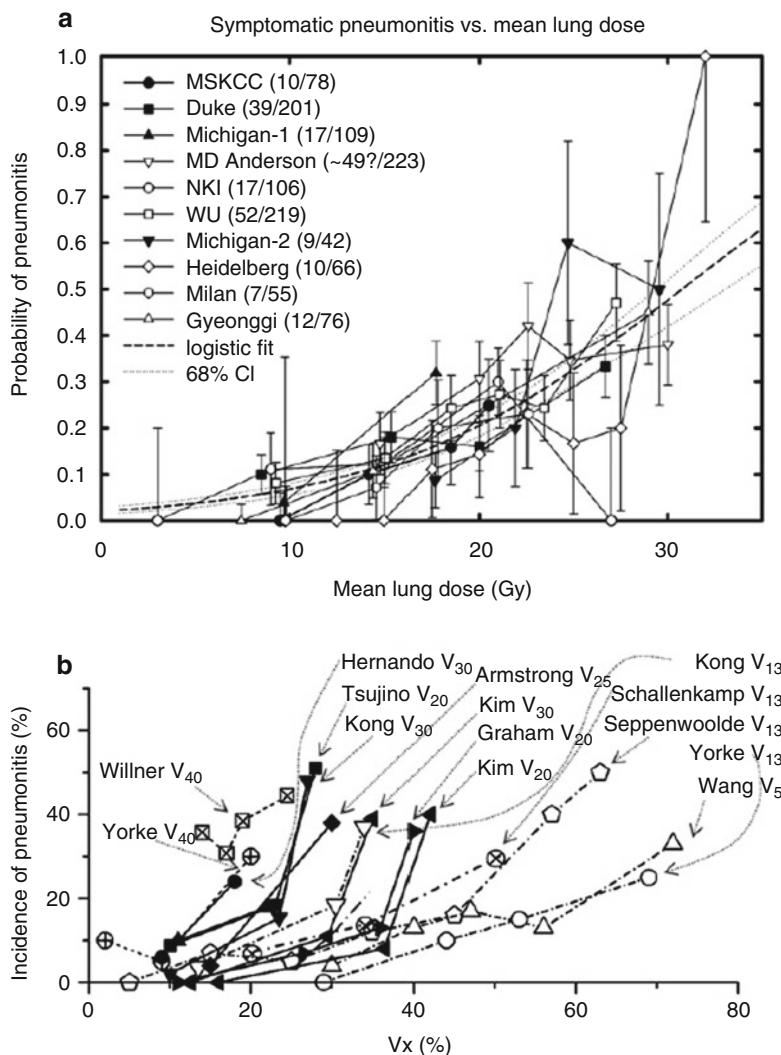 a
Symptomatic pneumonitis vs. mean lung dose
Probability of pneumonitis
1.0
0.9
0.8
0.7
0.6
0.5
0.4
0.3
0.2
0.1
0.0
MSKCC (10/78)
Duke (39/201)
Michigan-1 (17/109)
MD Anderson (~49?/223)
NKI (17/106)
WU (52/219)
Michigan-2 (9/42)
Heidelberg (10/66)
Milan (7/55)
Gyeonggi (12/76)
logistic fit
68% CI
0 10 20 30
Mean lung dose (Gy)
b
Incidence of pneumonitis (%)
60
40
20
0
Hernando V30
Tsujino V20
Kong V30
Willner V40
Yorke V40
Armstrong V25
Kim V30
Graham V20
Kim V20
Kong V13
Schallenkamp V13
Seppenwoolde V13
Yorke V13
Wang V5
0 20 40 60 80
Vx (%)